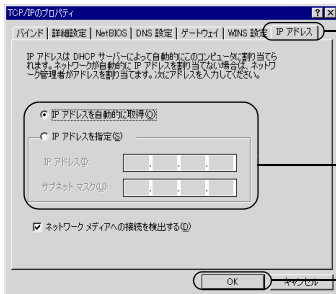 TCP/IPのプロパティ
バインド 詳細設定 NetBIOS DNS 設定 ゲートウェイ WINS 設定 IP アドレス
IP アドレスは DHCP サーバーによって自動的にこのコンピュータに割り当てら
れます。ネットワークが自動的に IP アドレスを割り当てない場合は、ネットワ
ーク管理者がアドレスを割り当てます。次にアドレスを入力してください。
IP アドレスを自動的に取得(O)
IP アドレスを指定(S)
IP アドレス(I):
サブネット マスク(U):
ネットワーク メディアへの接続を検出する(D)
OK キャンセル